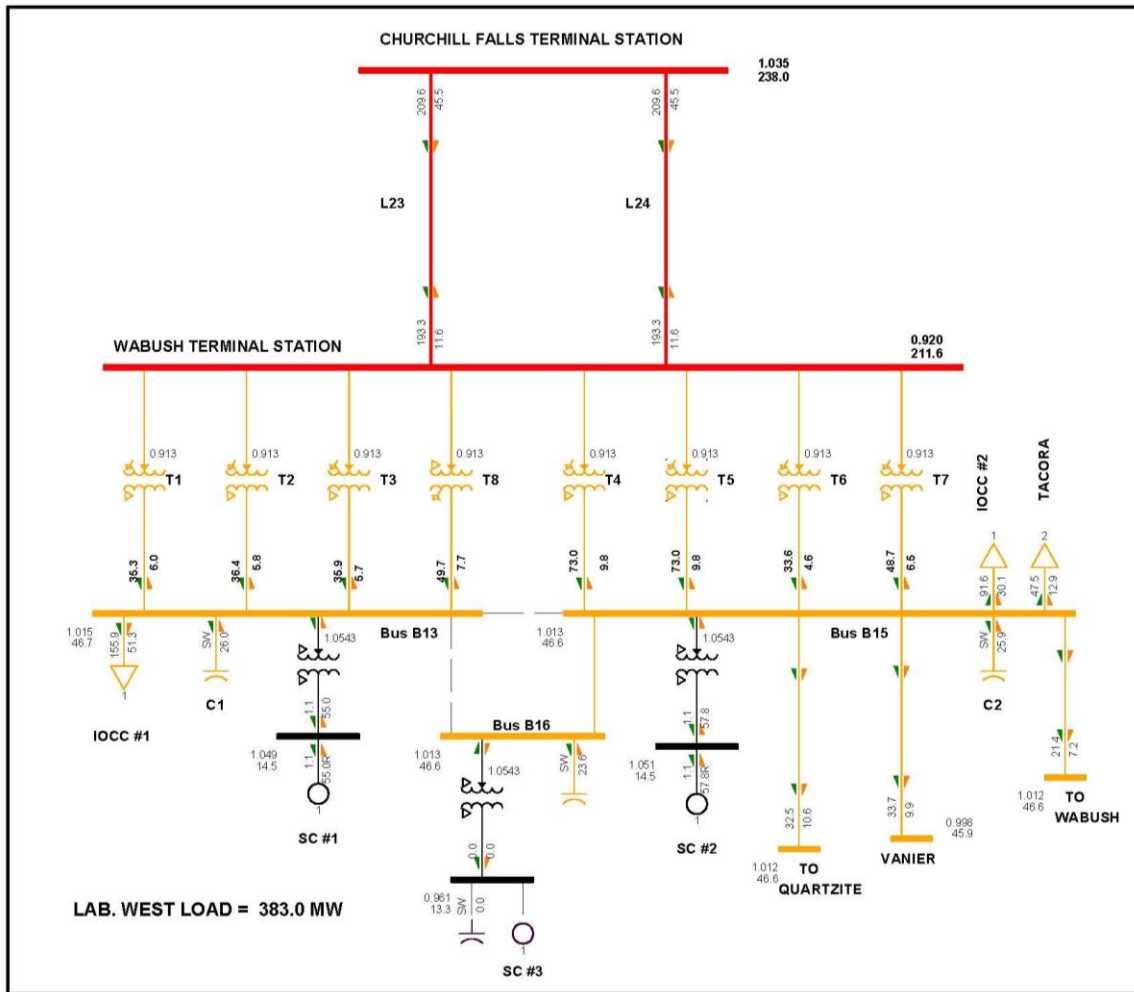 CHURCHILL FALLS TERMINAL STATION
1.035
238.0
209.6
45.5
209.6
45.5
L23
L24
193.3
11.6
193.3
11.6
WABUSH TERMINAL STATION
0.920
211.6
0.913
0.913
0.913
0.913
0.913
0.913
0.913
0.913
T1
T2
T3
T8
T4
T5
T6
T7
IOCC #2
TACORA
35.3
6.0
36.4
5.8
35.9
5.7
49.7
7.7
73.0
9.8
73.0
9.8
33.6
4.6
48.7
6.5
1
2
91.6
30.1
47.5
12.9
1.015
46.7
Bus B13
1.013
46.6
Bus B15
155.9
51.3
1
IOCC #1
SW
26.0
C1
1.0543
1.1
55.0
1.049
14.5
1.1
55.0R
1
SC #1
Bus B16
1.013
46.6
1.0543
SW
23.6
0.0
0.0
0.961
13.3
SW
0.0
1
SC #3
1.0543
1.1
57.8
1.051
14.5
1.1
57.8R
1
SC #2
SW
25.9
C2
32.5
10.6
1.012
46.6
TO
QUARTZITE
33.7
9.9
0.998
45.9
VANIER
21.4
7.2
1.012
46.6
TO
WABUSH
LAB. WEST LOAD = 383.0 MW